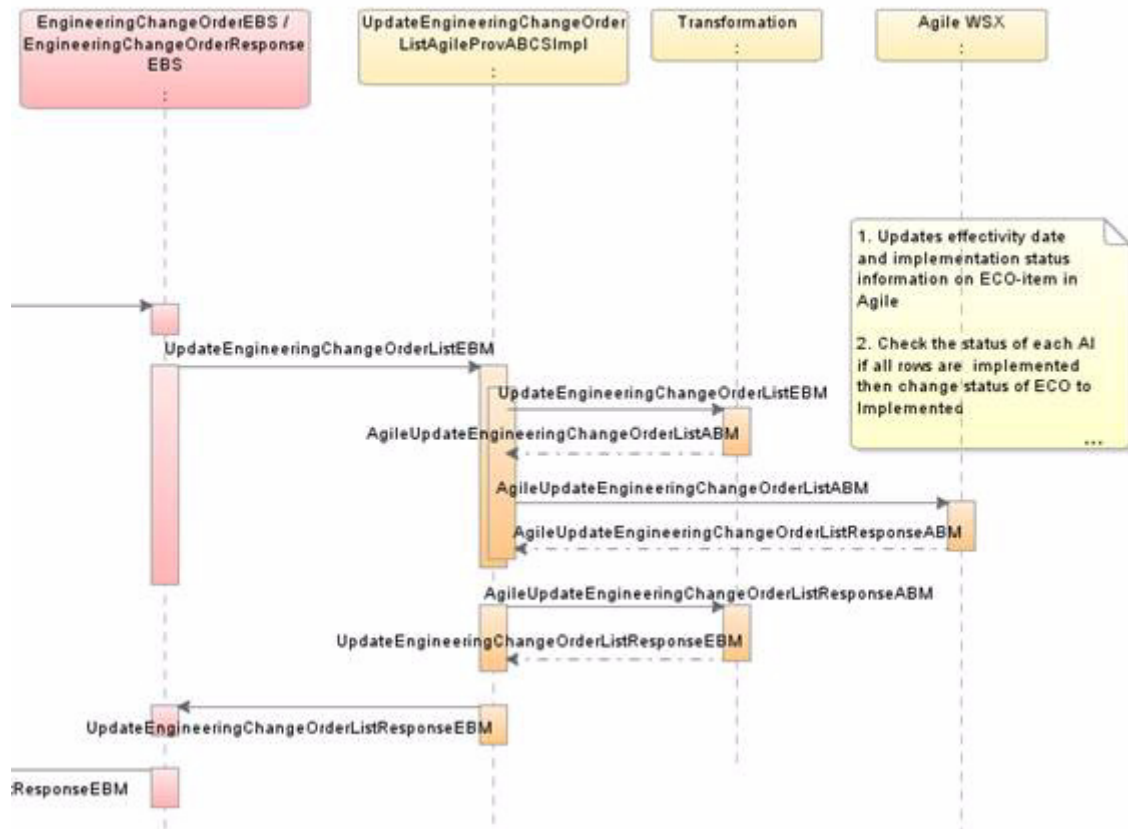 EngineeringChangeOrderEBS /
EngineeringChangeOrderResponse
EBS
:
UpdateEngineeringChangeOrder
ListAgileProvABCSImpl
:
Transformation
:
Agile WSX
:
1. Updates effectivity date
and implementation status
information on ECO-item in
Agile
2. Check the status of each AI
if all rows are implemented
then change status of ECO to
Implemented
...
UpdateEngineeringChangeOrderListEBM
UpdateEngineeringChangeOrderListEBM
AgileUpdateEngineeringChangeOrderListABM
AgileUpdateEngineeringChangeOrderListABM
AgileUpdateEngineeringChangeOrderListResponseABM
AgileUpdateEngineeringChangeOrderListResponseABM
UpdateEngineeringChangeOrderListResponseEBM
UpdateEngineeringChangeOrderListResponseEBM
tResponseEBM